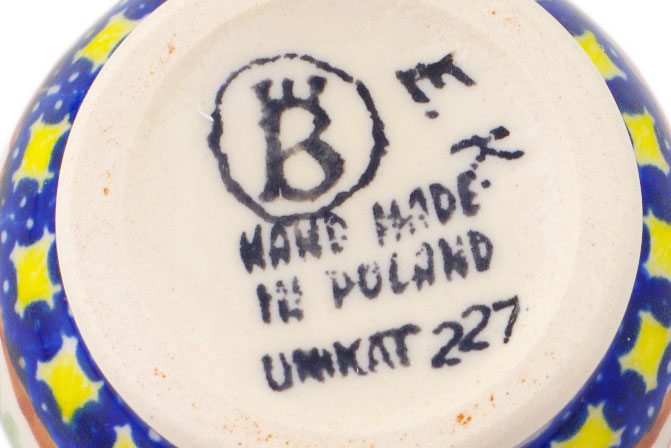 B
E. K.
HAND MADE
IN POLAND
UNIKAT 227